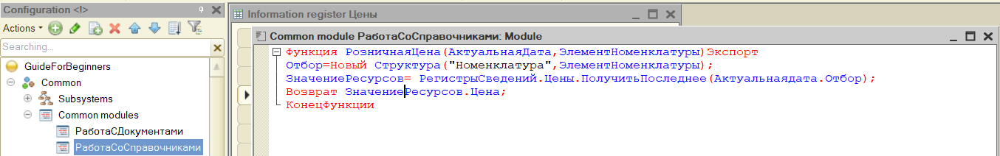 Configuration <!>
Actions
Searching...
GuideForBeginners
Common
Subsystems
Common modules
РаботаСДокументами
РаботаСоСправочниками
Information register Цены
Common module РаботаСоСправочниками: Module
Функция РозничнаяЦена(АктуальнаяДата,ЭлементНоменклатуры)Экспорт
Отбор=Новый Структура("Номенклатура",ЭлементНоменклатуры);
ЗначениеРесурсов= РегистрыСведений.Цены.ПолучитьПоследнее(Актуальнаядата.Отбор);
Возврат ЗначениеРесурсов.Цена;
КонецФункции